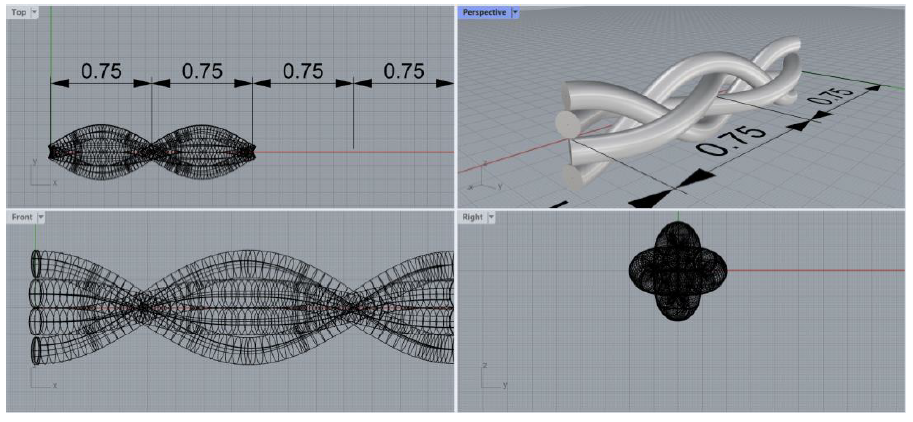 Top
0.75 0.75 0.75 0.75
y
x
Perspective
0.75
0.75
z
x y
Front
z
x
Right
z
y